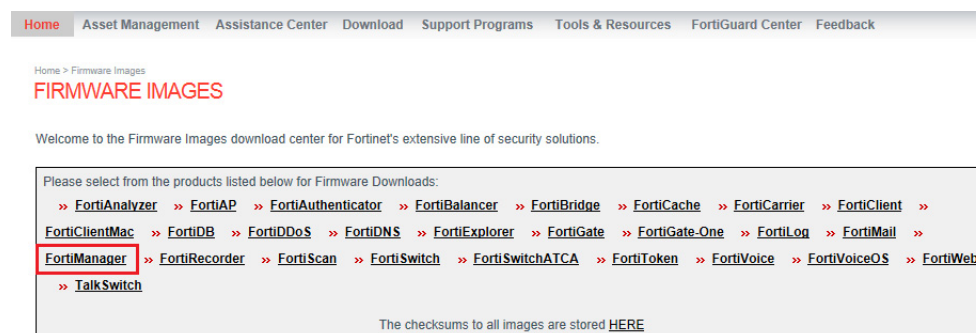 Home Asset Management Assistance Center Download Support Programs Tools & Resources FortiGuard Center Feedback
Home > Firmware Images
FIRMWARE IMAGES
Welcome to the Firmware Images download center for Fortinet's extensive line of security solutions.
Please select from the products listed below for Firmware Downloads:
» FortiAnalyzer » FortiAP » FortiAuthenticator » FortiBalancer » FortiBridge » FortiCache » FortiCarrier » FortiClient »
FortiClientMac » FortiDB » FortiDDoS » FortiDNS » FortiExplorer » FortiGate » FortiGate-One » FortiLog » FortiMail »
FortiManager » FortiRecorder » FortiScan » FortiSwitch » FortiSwitchATCA » FortiToken » FortiVoice » FortiVoiceOS » FortiWeb
» TalkSwitch
The checksums to all images are stored HERE